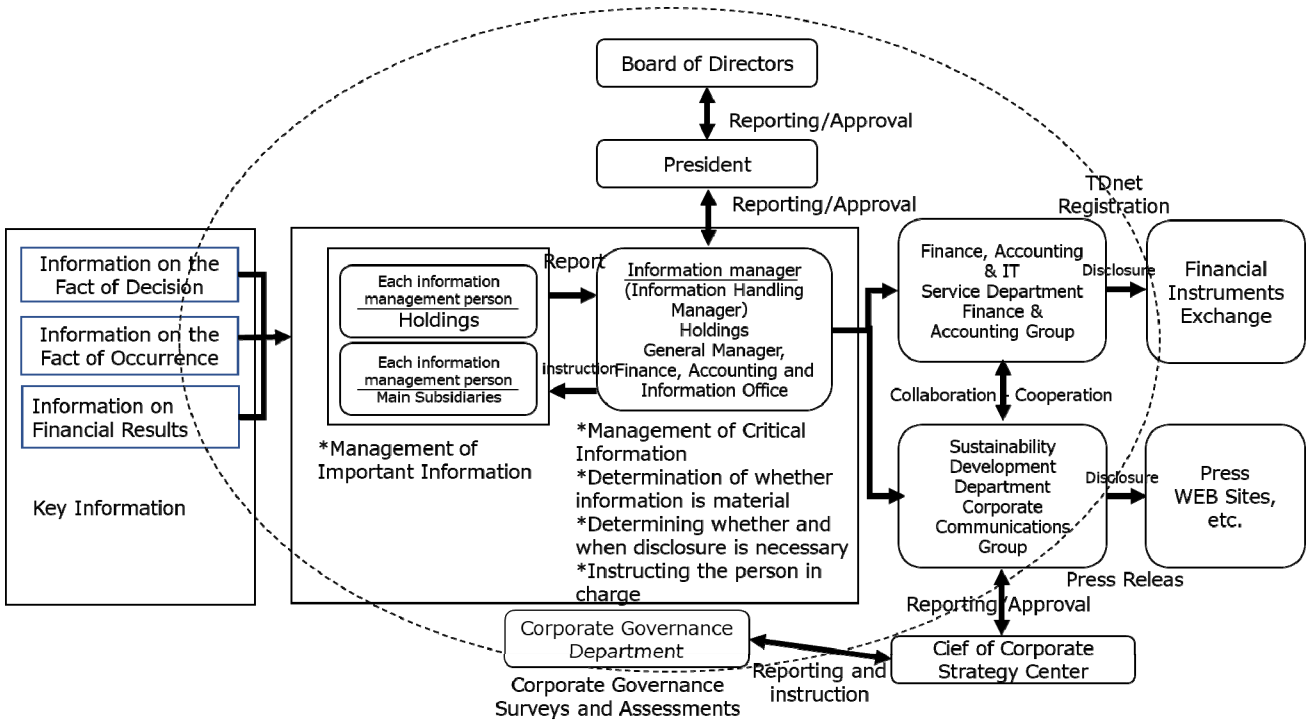 Board of Directors
Reporting/Approval
President
Reporting/Approval
TDnet
Registration
Information on the
Fact of Decision
Information on the
Fact of Occurrence
Information on
Financial Results
Key Information
Each information
management person
Holdings
Each information
management person
Main Subsidiaries
*Management of
Important Information
Report
instruction
Information manager
(Information Handling
Manager)
Holdings
General Manager,
Finance, Accounting and
Information Office
*Management of Critical
Information
*Determination of whether
information is material
*Determining whether and
when disclosure is necessary
*Instructing the person in
charge
Finance, Accounting
& IT
Service Department
Finance &
Accounting Group
Disclosure
Financial
Instruments
Exchange
Collaboration - Cooperation
Sustainability
Development
Department
Corporate
Communications
Group
Disclosure
Press
WEB Sites,
etc.
Press Releas
Reporting/Approval
Cief of Corporate
Strategy Center
Reporting and
instruction
Corporate Governance
Department
Corporate Governance
Surveys and Assessments